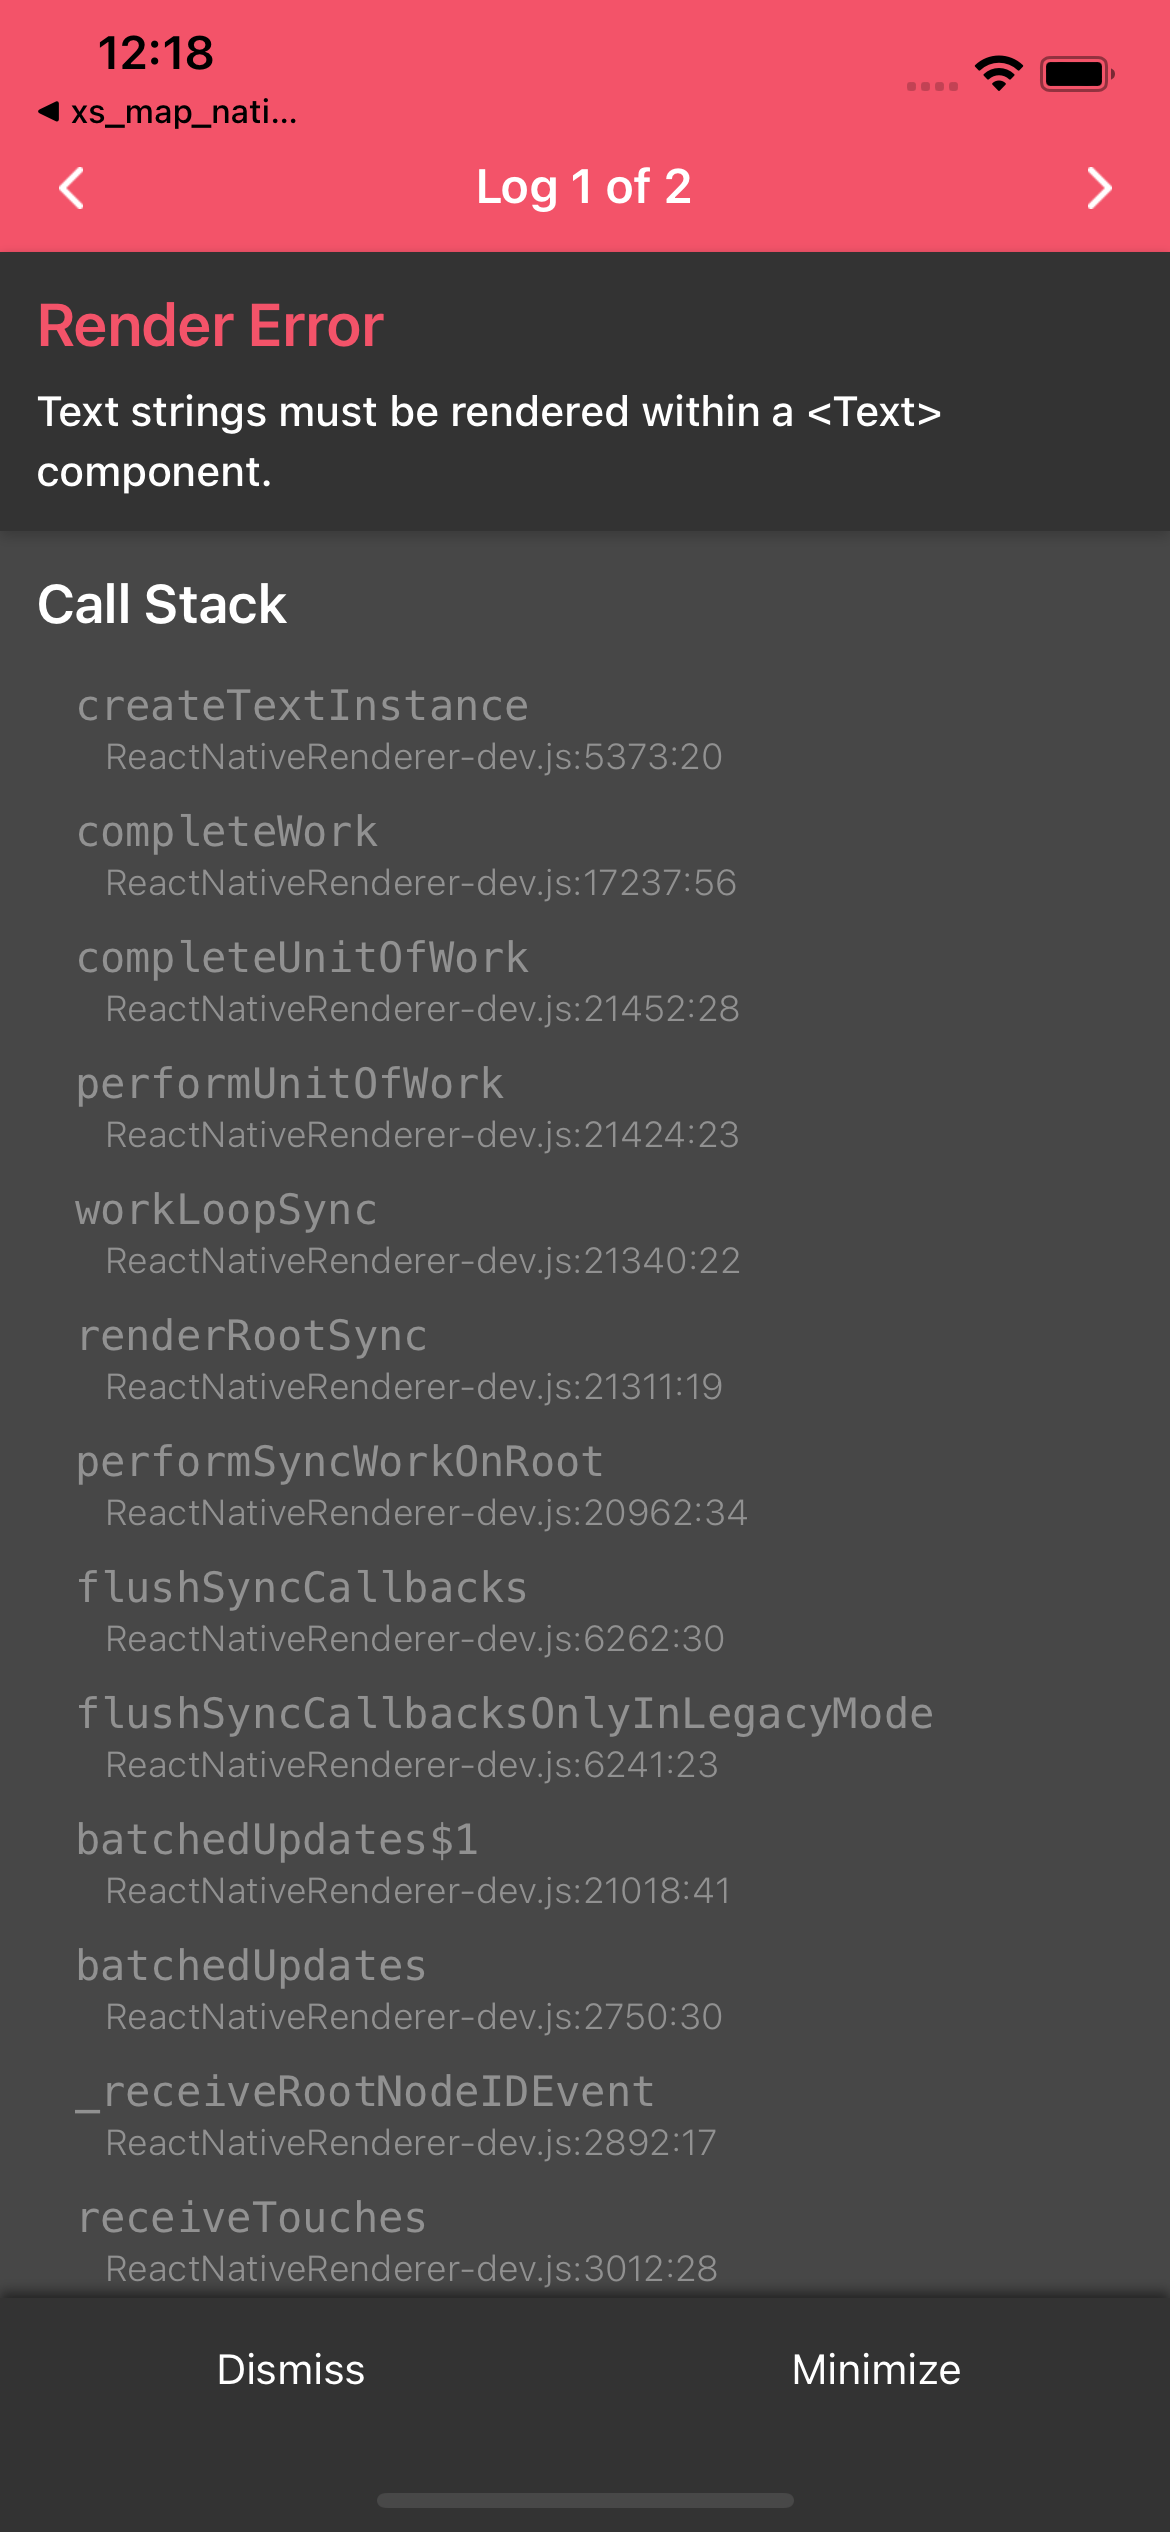 12:18
◀ xs_map_nati...
Log 1 of 2
Render Error
Text strings must be rendered within a <Text>
component.
Call Stack
createTextInstance
ReactNativeRenderer-dev.js:5373:20
completeWork
ReactNativeRenderer-dev.js:17237:56
completeUnitOfWork
ReactNativeRenderer-dev.js:21452:28
performUnitOfWork
ReactNativeRenderer-dev.js:21424:23
workLoopSync
ReactNativeRenderer-dev.js:21340:22
renderRootSync
ReactNativeRenderer-dev.js:21311:19
performSyncWorkOnRoot
ReactNativeRenderer-dev.js:20962:34
flushSyncCallbacks
ReactNativeRenderer-dev.js:6262:30
flushSyncCallbacksOnlyInLegacyMode
ReactNativeRenderer-dev.js:6241:23
batchedUpdates$1
ReactNativeRenderer-dev.js:21018:41
batchedUpdates
ReactNativeRenderer-dev.js:2750:30
_receiveRootNodeIDEvent
ReactNativeRenderer-dev.js:2892:17
receiveTouches
ReactNativeRenderer-dev.js:3012:28
Dismiss
Minimize